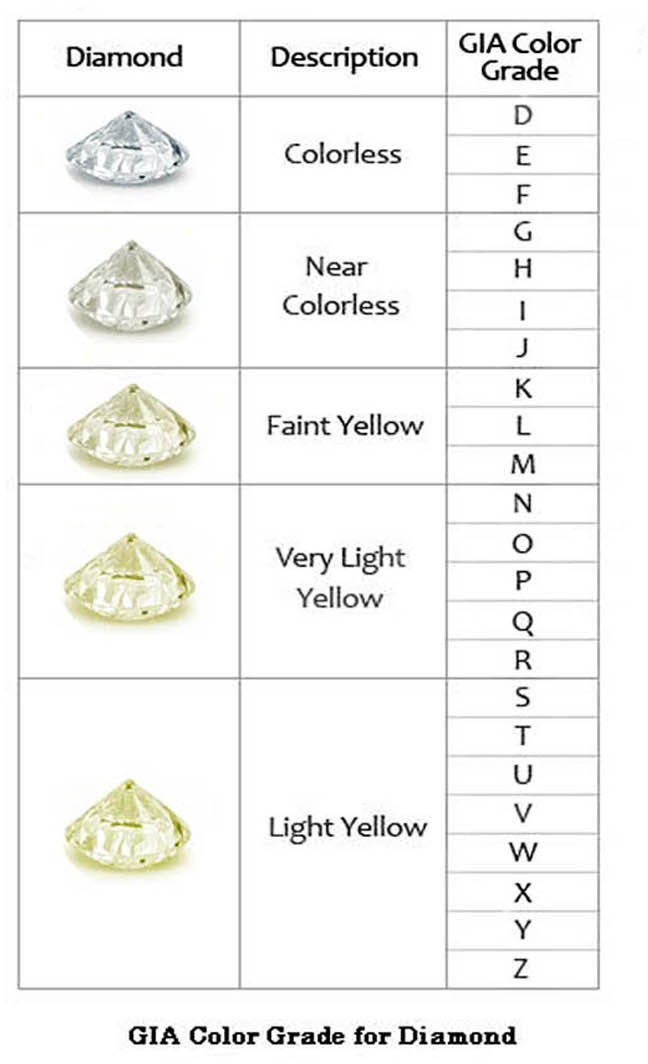 Diamond
Description
GIA Color
Grade
Colorless
D
E
F
Near
Colorless
G
H
I
J
Faint Yellow
K
L
M
Very Light
Yellow
N
O
P
Q
R
Light Yellow
S
T
U
V
W
X
Y
Z
GIA Color Grade for Diamond